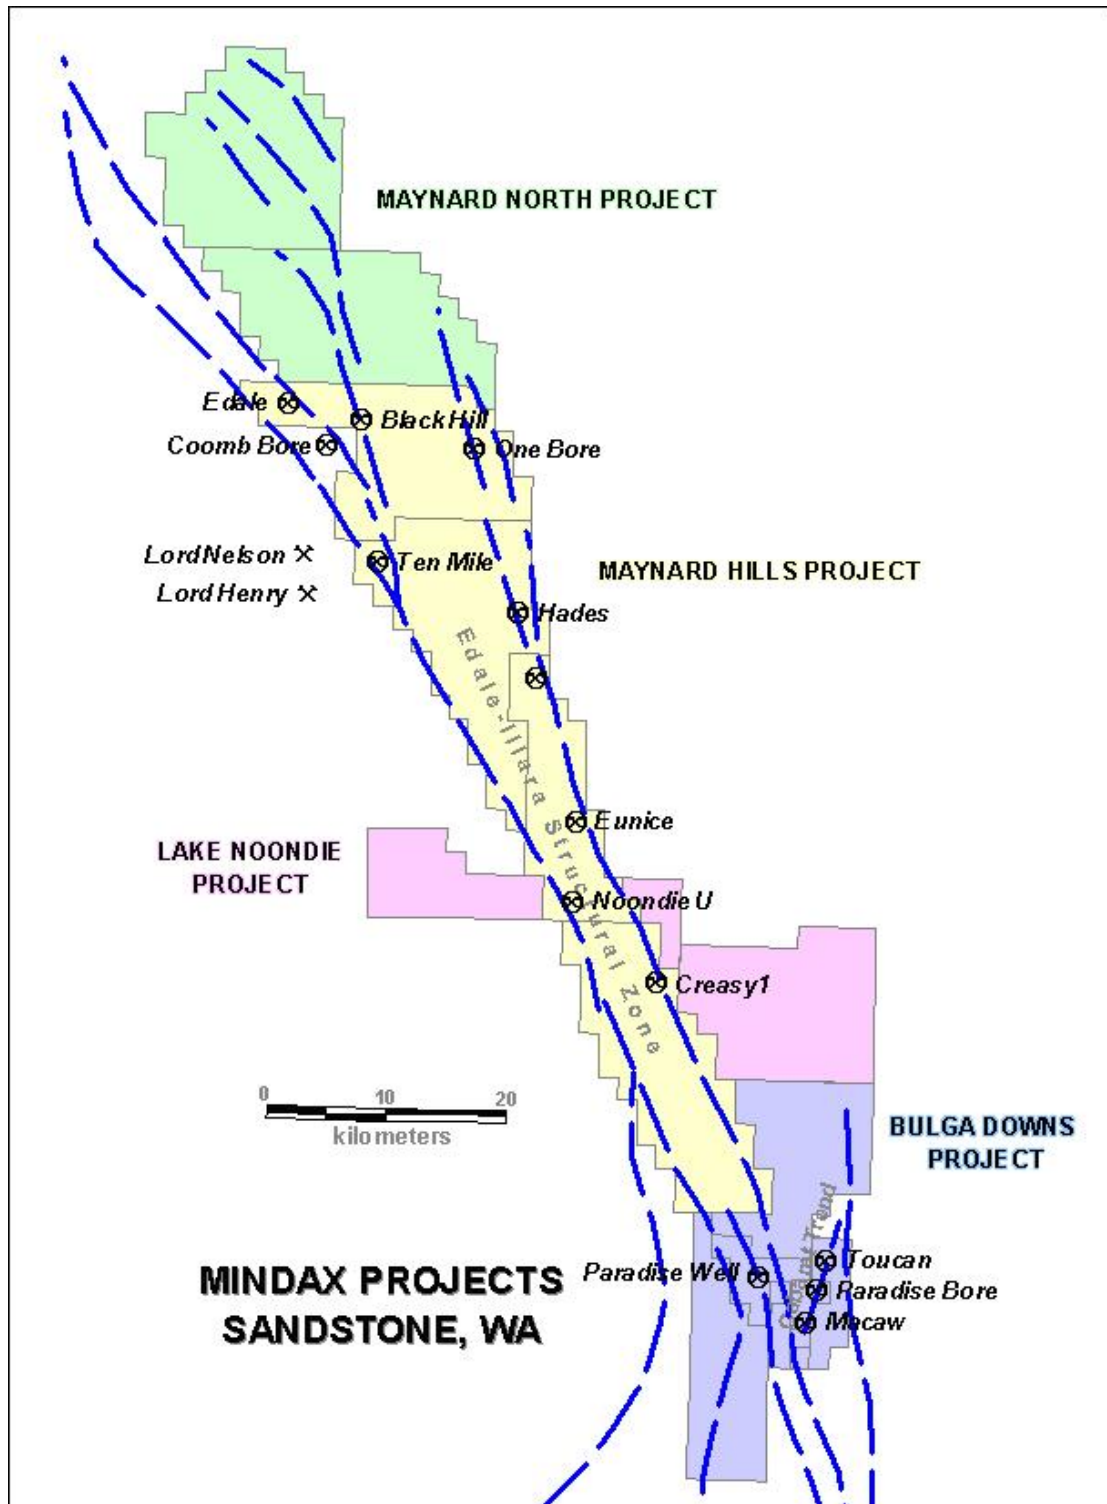 MAYNARD NORTH PROJECT
Edale
Black Hill
Coomb Bore
One Bore
Lord Nelson
Ten Mile
MAYNARD HILLS PROJECT
Lord Henry
Hades
Edale-Illara Structural Zone
Eunice
LAKE NOONDIE
PROJECT
Noondie U
Creasy1
0 10 20
kilometers
BULGA DOWNS
PROJECT
Trend
Toucan
Paradise Well
Paradise Bore
Macaw
MINDAX PROJECTS
SANDSTONE, WA